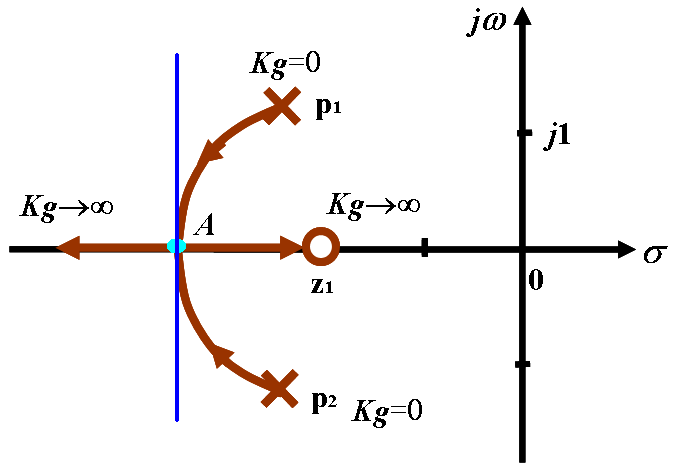 jω
Kg=0
p₁
j1
Kg→∞
A
Kg→∞
σ
z₁
0
p₂
Kg=0